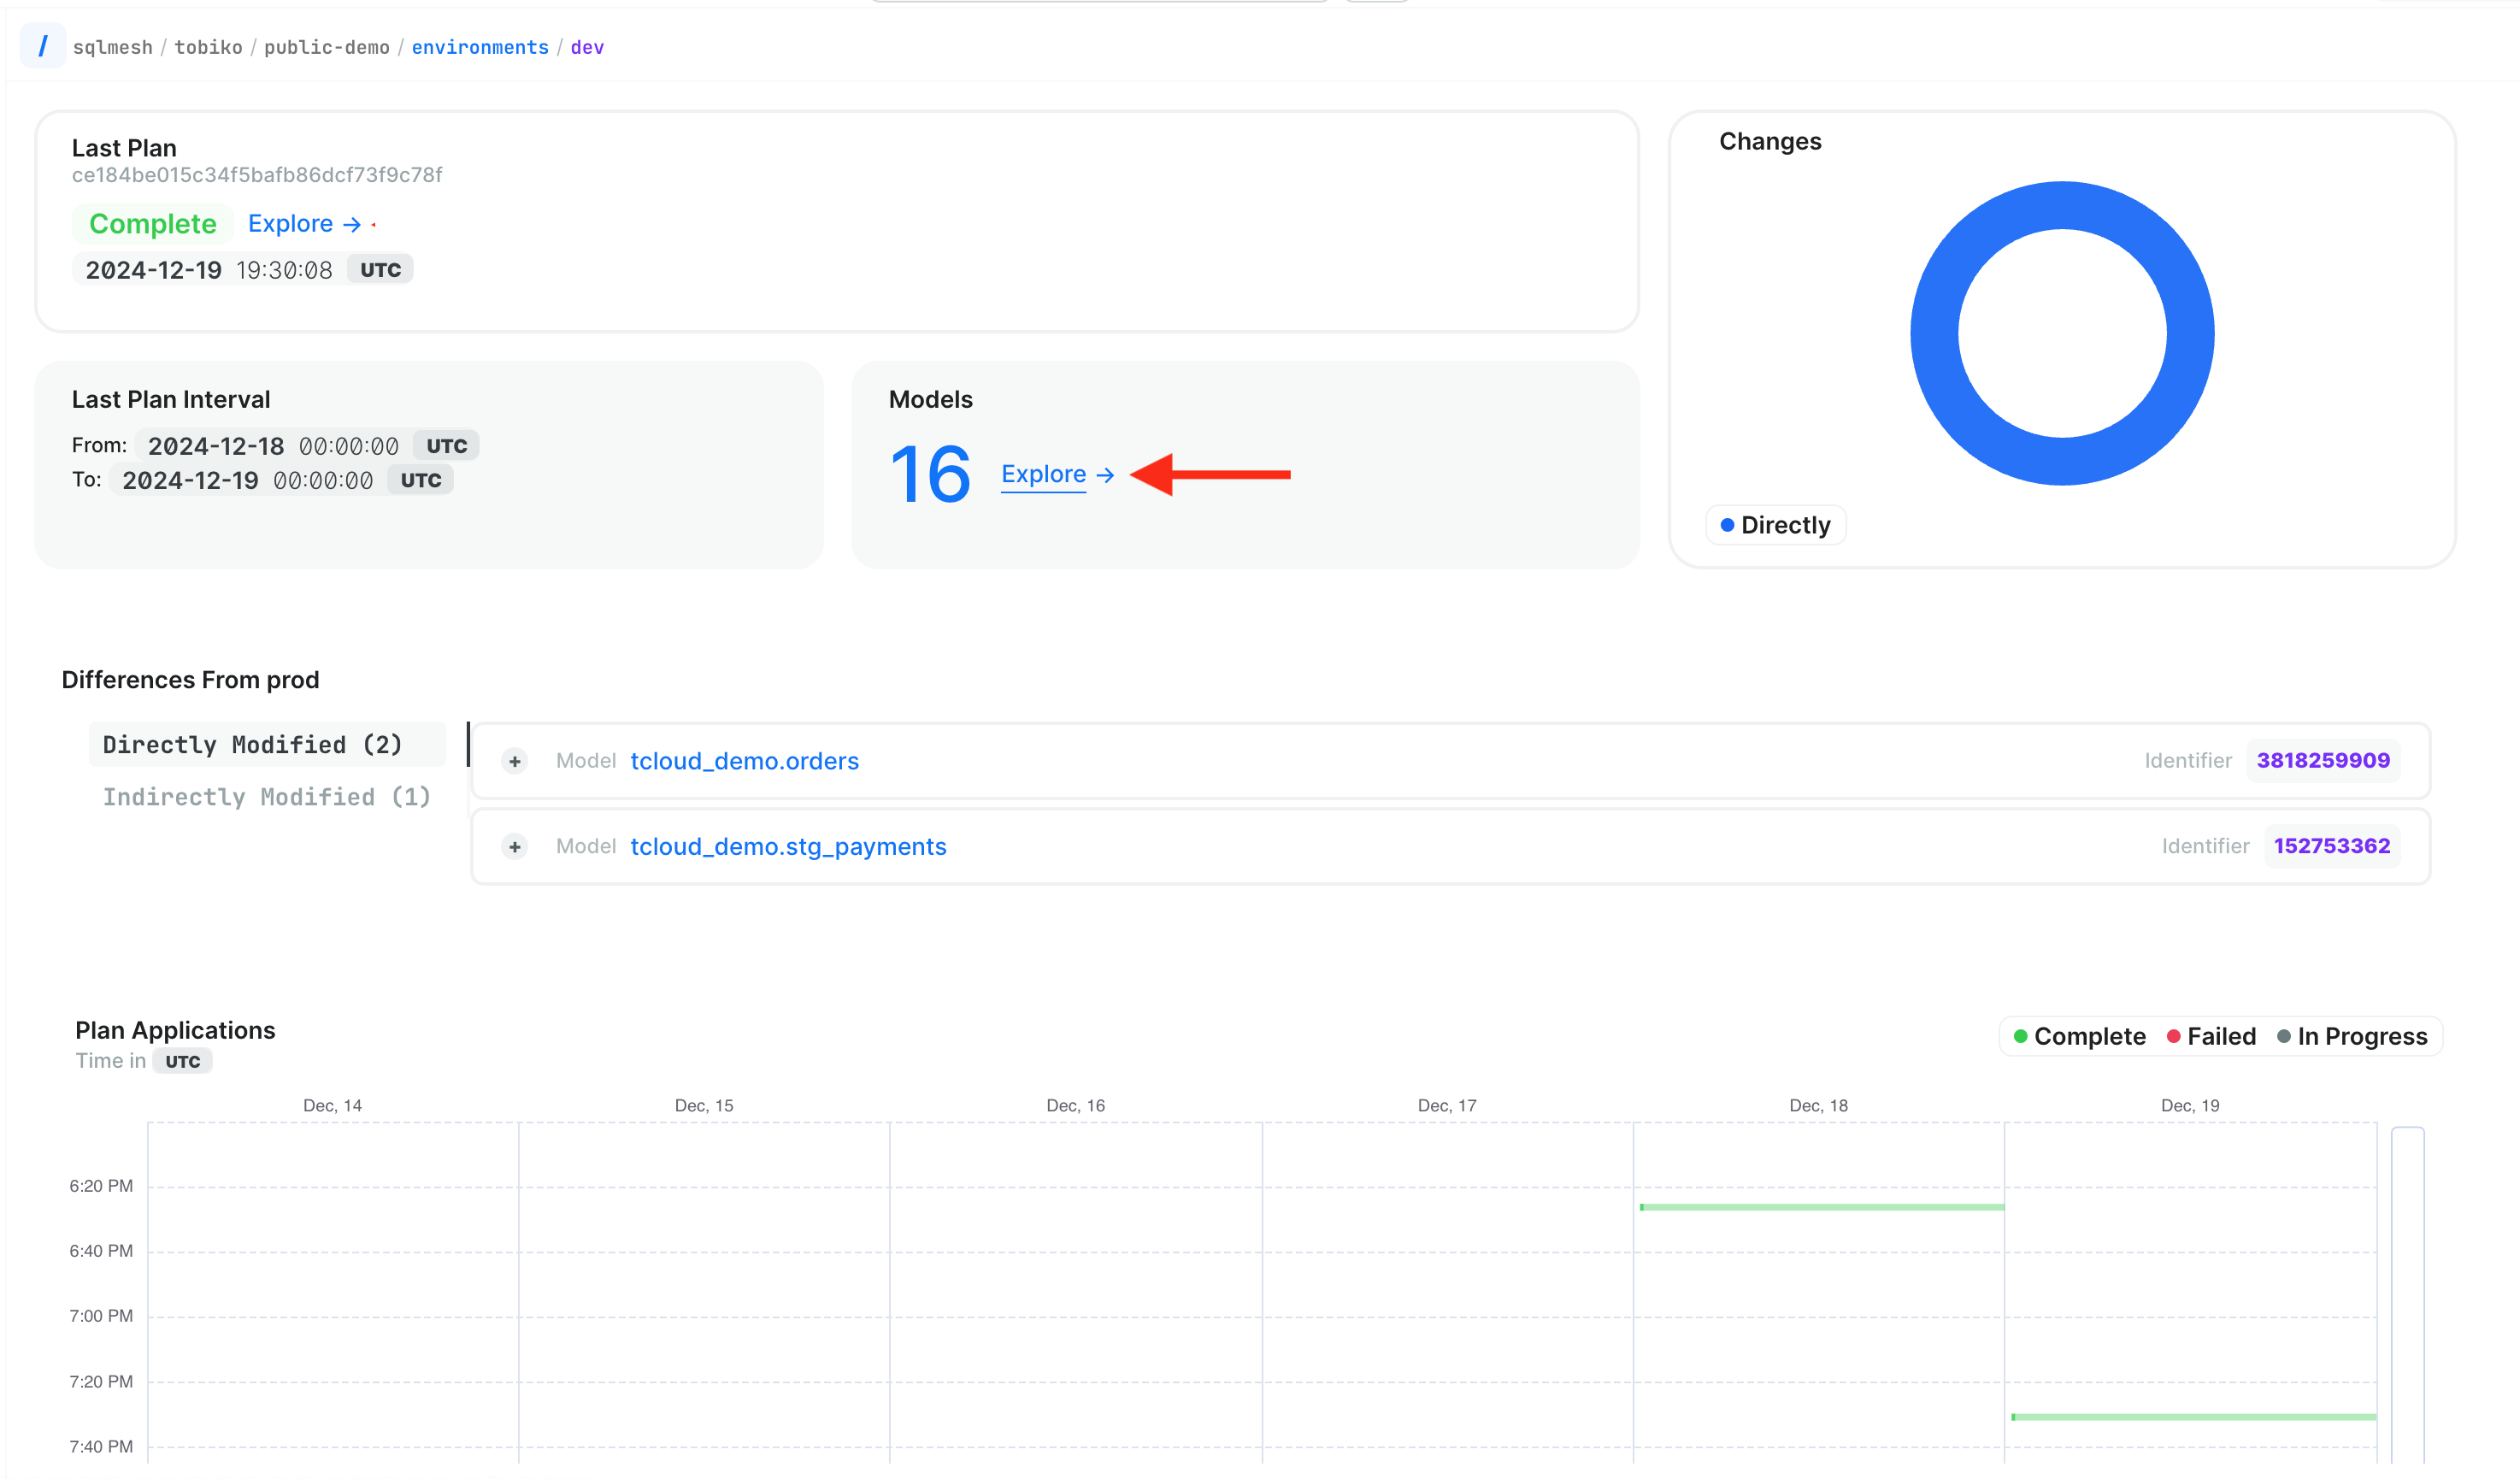 / sqlmesh / tobiko / public-demo / environments / dev
Last Plan
ce184be015c34f5bafb86dcf73f9c78f
Complete Explore →
2024-12-19 19:30:08 UTC
Changes
Directly
Last Plan Interval
From: 2024-12-18 00:00:00 UTC
To: 2024-12-19 00:00:00 UTC
Models
16 Explore →
Differences From prod
Directly Modified (2)
Indirectly Modified (1)
+ Model tcloud_demo.orders Identifier 3818259909
+ Model tcloud_demo.stg_payments Identifier 152753362
Plan Applications
Time in UTC
Complete Failed In Progress
Dec, 14 Dec, 15 Dec, 16 Dec, 17 Dec, 18 Dec, 19
6:20 PM
6:40 PM
7:00 PM
7:20 PM
7:40 PM